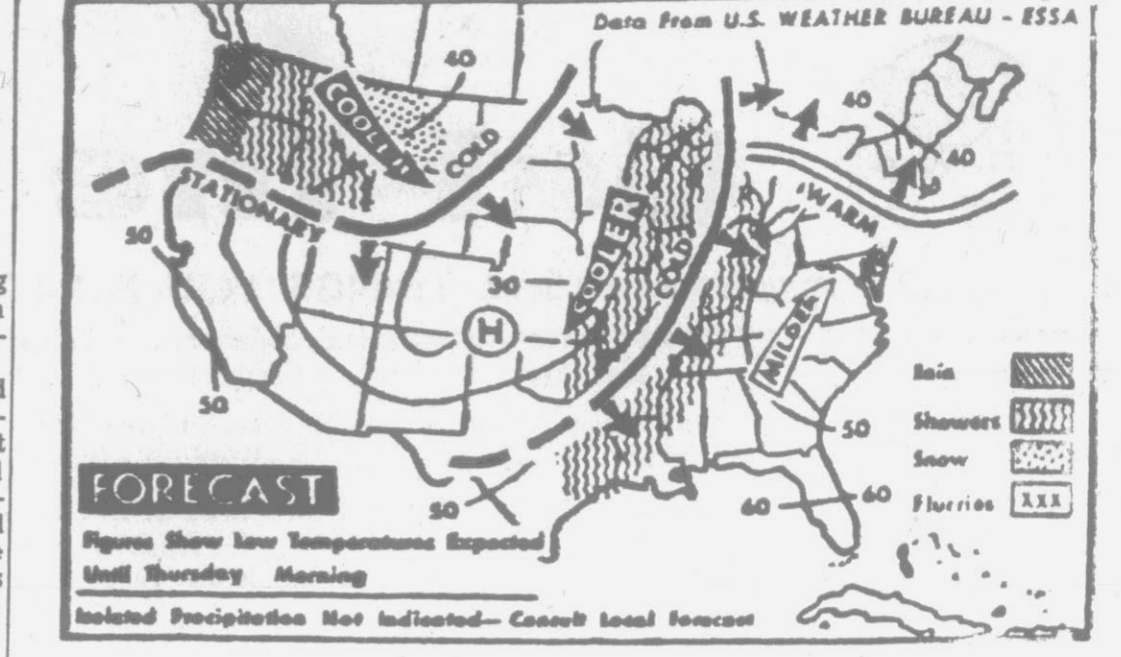 Data From U.S. WEATHER BUREAU - ESSA
40
COOLER
COLD
40
40
STATIONARY
WARM
50
COOLER
COLD
30
H
MILDER
50
50
50
60
60
Rain
Showers
Snow
Flurries
XXX
FORECAST
Figures Show Low Temperatures Expected
Until Thursday Morning
Isolated Precipitation Not Indicated— Consult Local Forecast